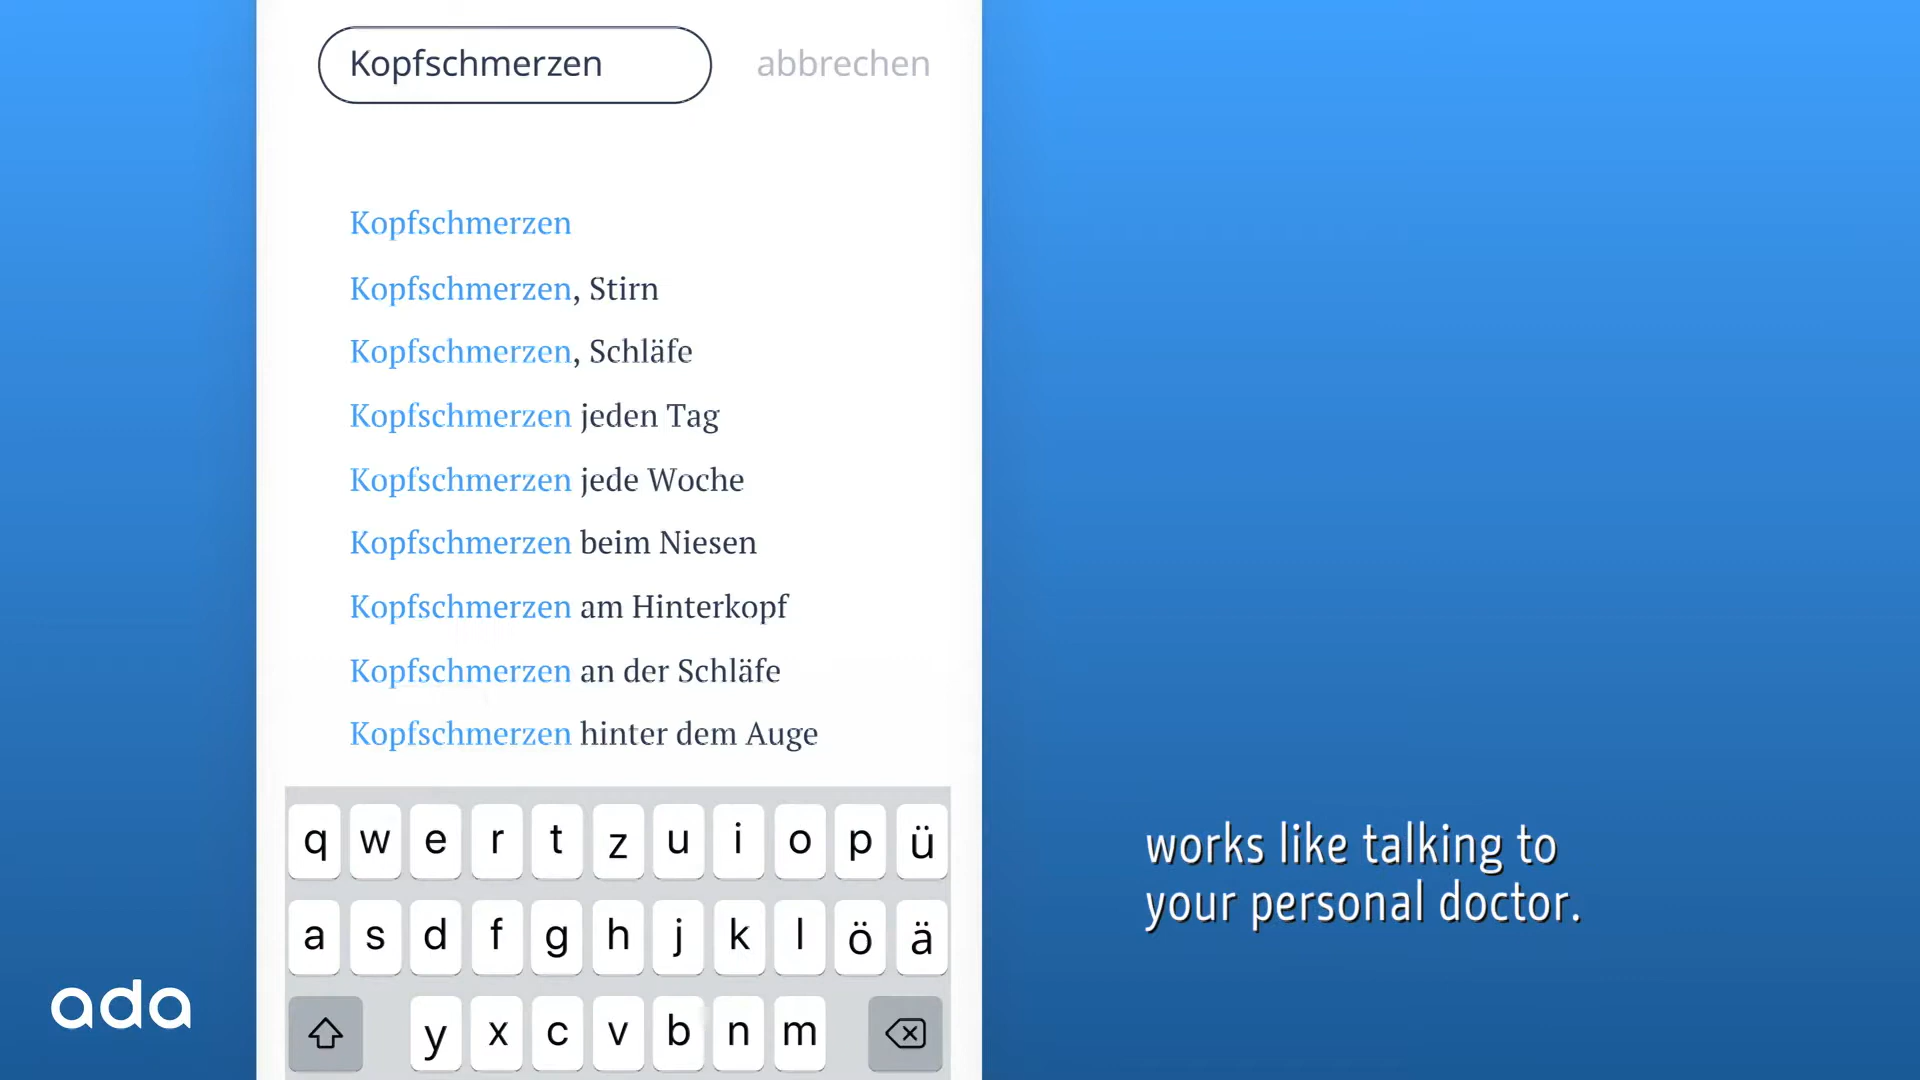 Kopfschmerzen abbrechen
Kopfschmerzen
Kopfschmerzen, Stirn
Kopfschmerzen, Schläfe
Kopfschmerzen jeden Tag
Kopfschmerzen jede Woche
Kopfschmerzen beim Niesen
Kopfschmerzen am Hinterkopf
Kopfschmerzen an der Schläfe
Kopfschmerzen hinter dem Auge
q w e r t z u i o p ü
a s d f g h j k l ö ä
y x c v b n m
works like talking to
your personal doctor.
ada